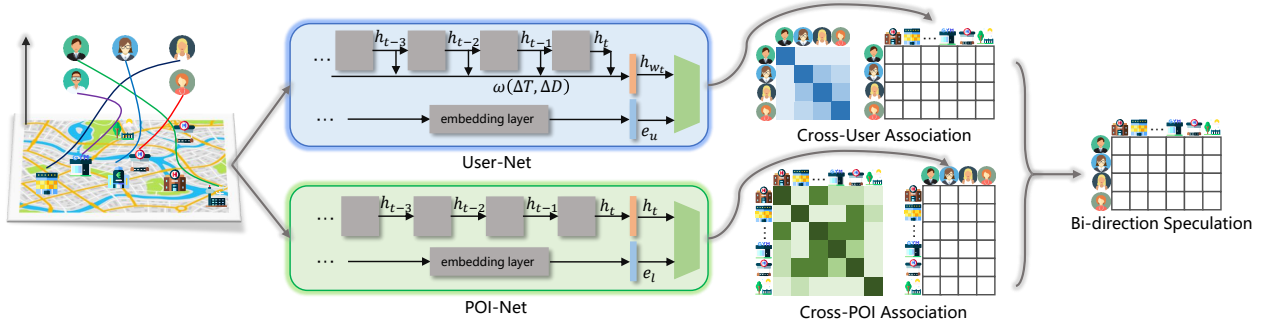 h_{t-3} h_{t-2} h_{t-1} h_t
... h_{w_t}
ω(ΔT, ΔD)
... embedding layer e_u
User-Net
h_{t-3} h_{t-2} h_{t-1} h_t h_t
...
... embedding layer e_l
POI-Net
Cross-User Association
Cross-POI Association
Bi-direction Speculation